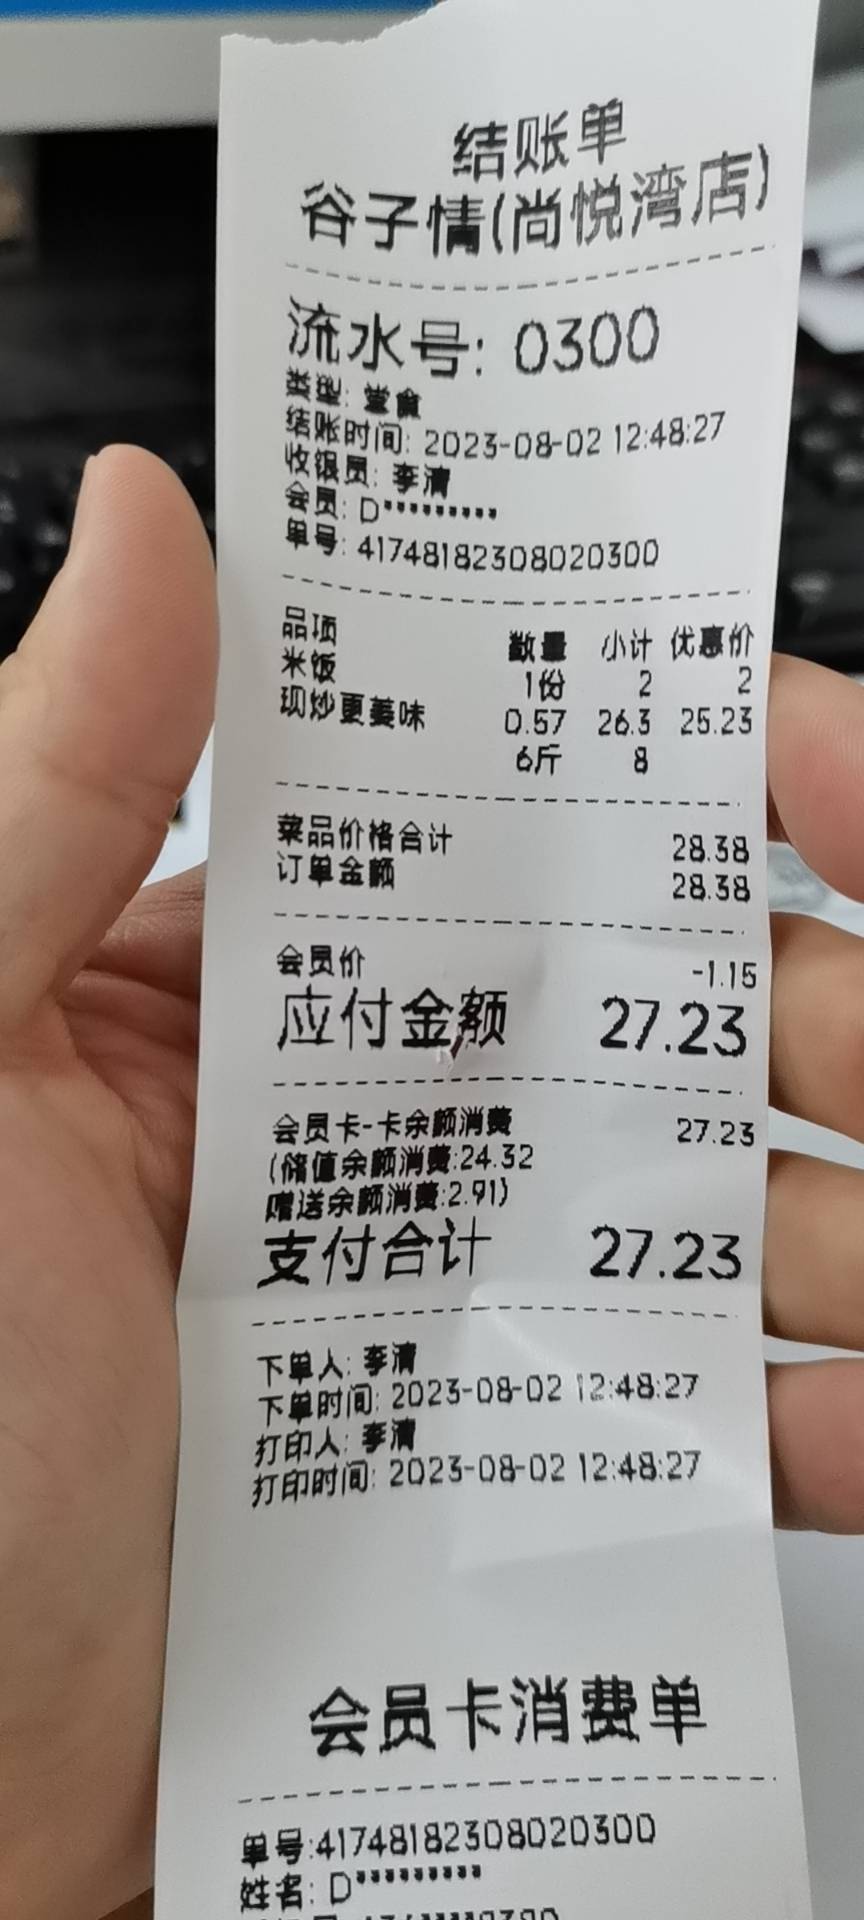 结账单
谷子情(尚悦湾店)
流水号: 0300
类型: 堂食
结账时间: 2023-08-02 12:48:27
收银员: 李清
会员: D*********
单号: 41748182308020300
品项 数量 小计 优惠价
米饭 1份 2 2
现炒更美味 0.57 26.3 25.23
6斤 8
菜品价格合计 28.38
订单金额 28.38
会员价 -1.15
应付金额 27.23
会员卡-卡余额消费 27.23
(储值余额消费:24.32
赠送余额消费:2.91)
支付合计 27.23
下单人: 李清
下单时间: 2023-08-02 12:48:27
打印人: 李清
打印时间: 2023-08-02 12:48:27
会员卡消费单
单号:41748182308020300
姓名: D*********